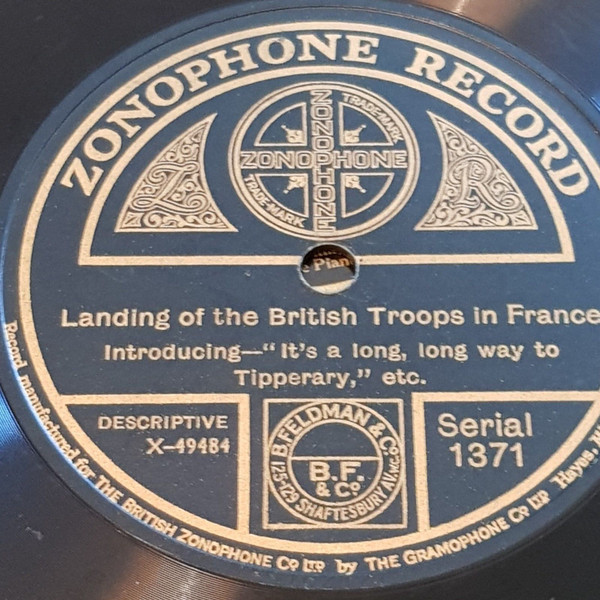 ZONOPHONE RECORD
TRADE-MARK
ZONOPHONE
ZONOPHONE
TRADE-MARK
Z
R
e Pian
Landing of the British Troops in France
Introducing—"It's a long, long way to
Tipperary," etc.
DESCRIPTIVE
X-49484
B. FELDMAN & Co.
B.F.
& Co
125-129 SHAFTESBURY AV.
Serial
1371
Record manufactured for THE BRITISH ZONOPHONE Co LTD by THE GRAMOPHONE Co LTD Hayes,